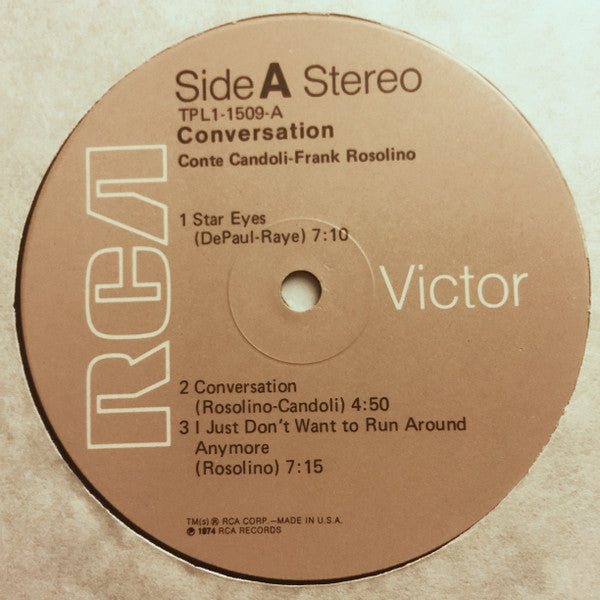 Side A Stereo
TPL1-1509-A
Conversation
Conte Candoli-Frank Rosolino
1 Star Eyes
(DePaul-Raye) 7:10
RCA
Victor
2 Conversation
(Rosolino-Candoli) 4:50
3 I Just Don't Want to Run Around
Anymore
(Rosolino) 7:15
TM(s) ® RCA CORP.—MADE IN U.S.A.
℗ 1974 RCA RECORDS